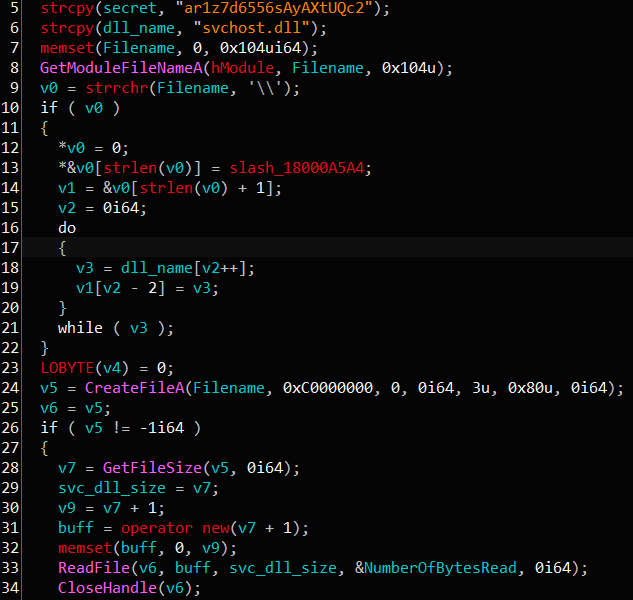 5 strcpy(secret, "ar1z7d6556sAyAXtUQc2");
6 strcpy(dll_name, "svchost.dll");
7 memset(Filename, 0, 0x104ui64);
8 GetModuleFileNameA(hModule, Filename, 0x104u);
9 v0 = strrchr(Filename, '\\');
10 if ( v0 )
11 {
12 *v0 = 0;
13 *&v0[strlen(v0)] = slash_18000A5A4;
14 v1 = &v0[strlen(v0) + 1];
15 v2 = 0i64;
16 do
17 {
18 v3 = dll_name[v2++];
19 v1[v2 - 2] = v3;
20 }
21 while ( v3 );
22 }
23 LOBYTE(v4) = 0;
24 v5 = CreateFileA(Filename, 0xC0000000, 0, 0i64, 3u, 0x80u, 0i64);
25 v6 = v5;
26 if ( v5 != -1i64 )
27 {
28 v7 = GetFileSize(v5, 0i64);
29 svc_dll_size = v7;
30 v9 = v7 + 1;
31 buff = operator new(v7 + 1);
32 memset(buff, 0, v9);
33 ReadFile(v6, buff, svc_dll_size, &NumberOfBytesRead, 0i64);
34 CloseHandle(v6);